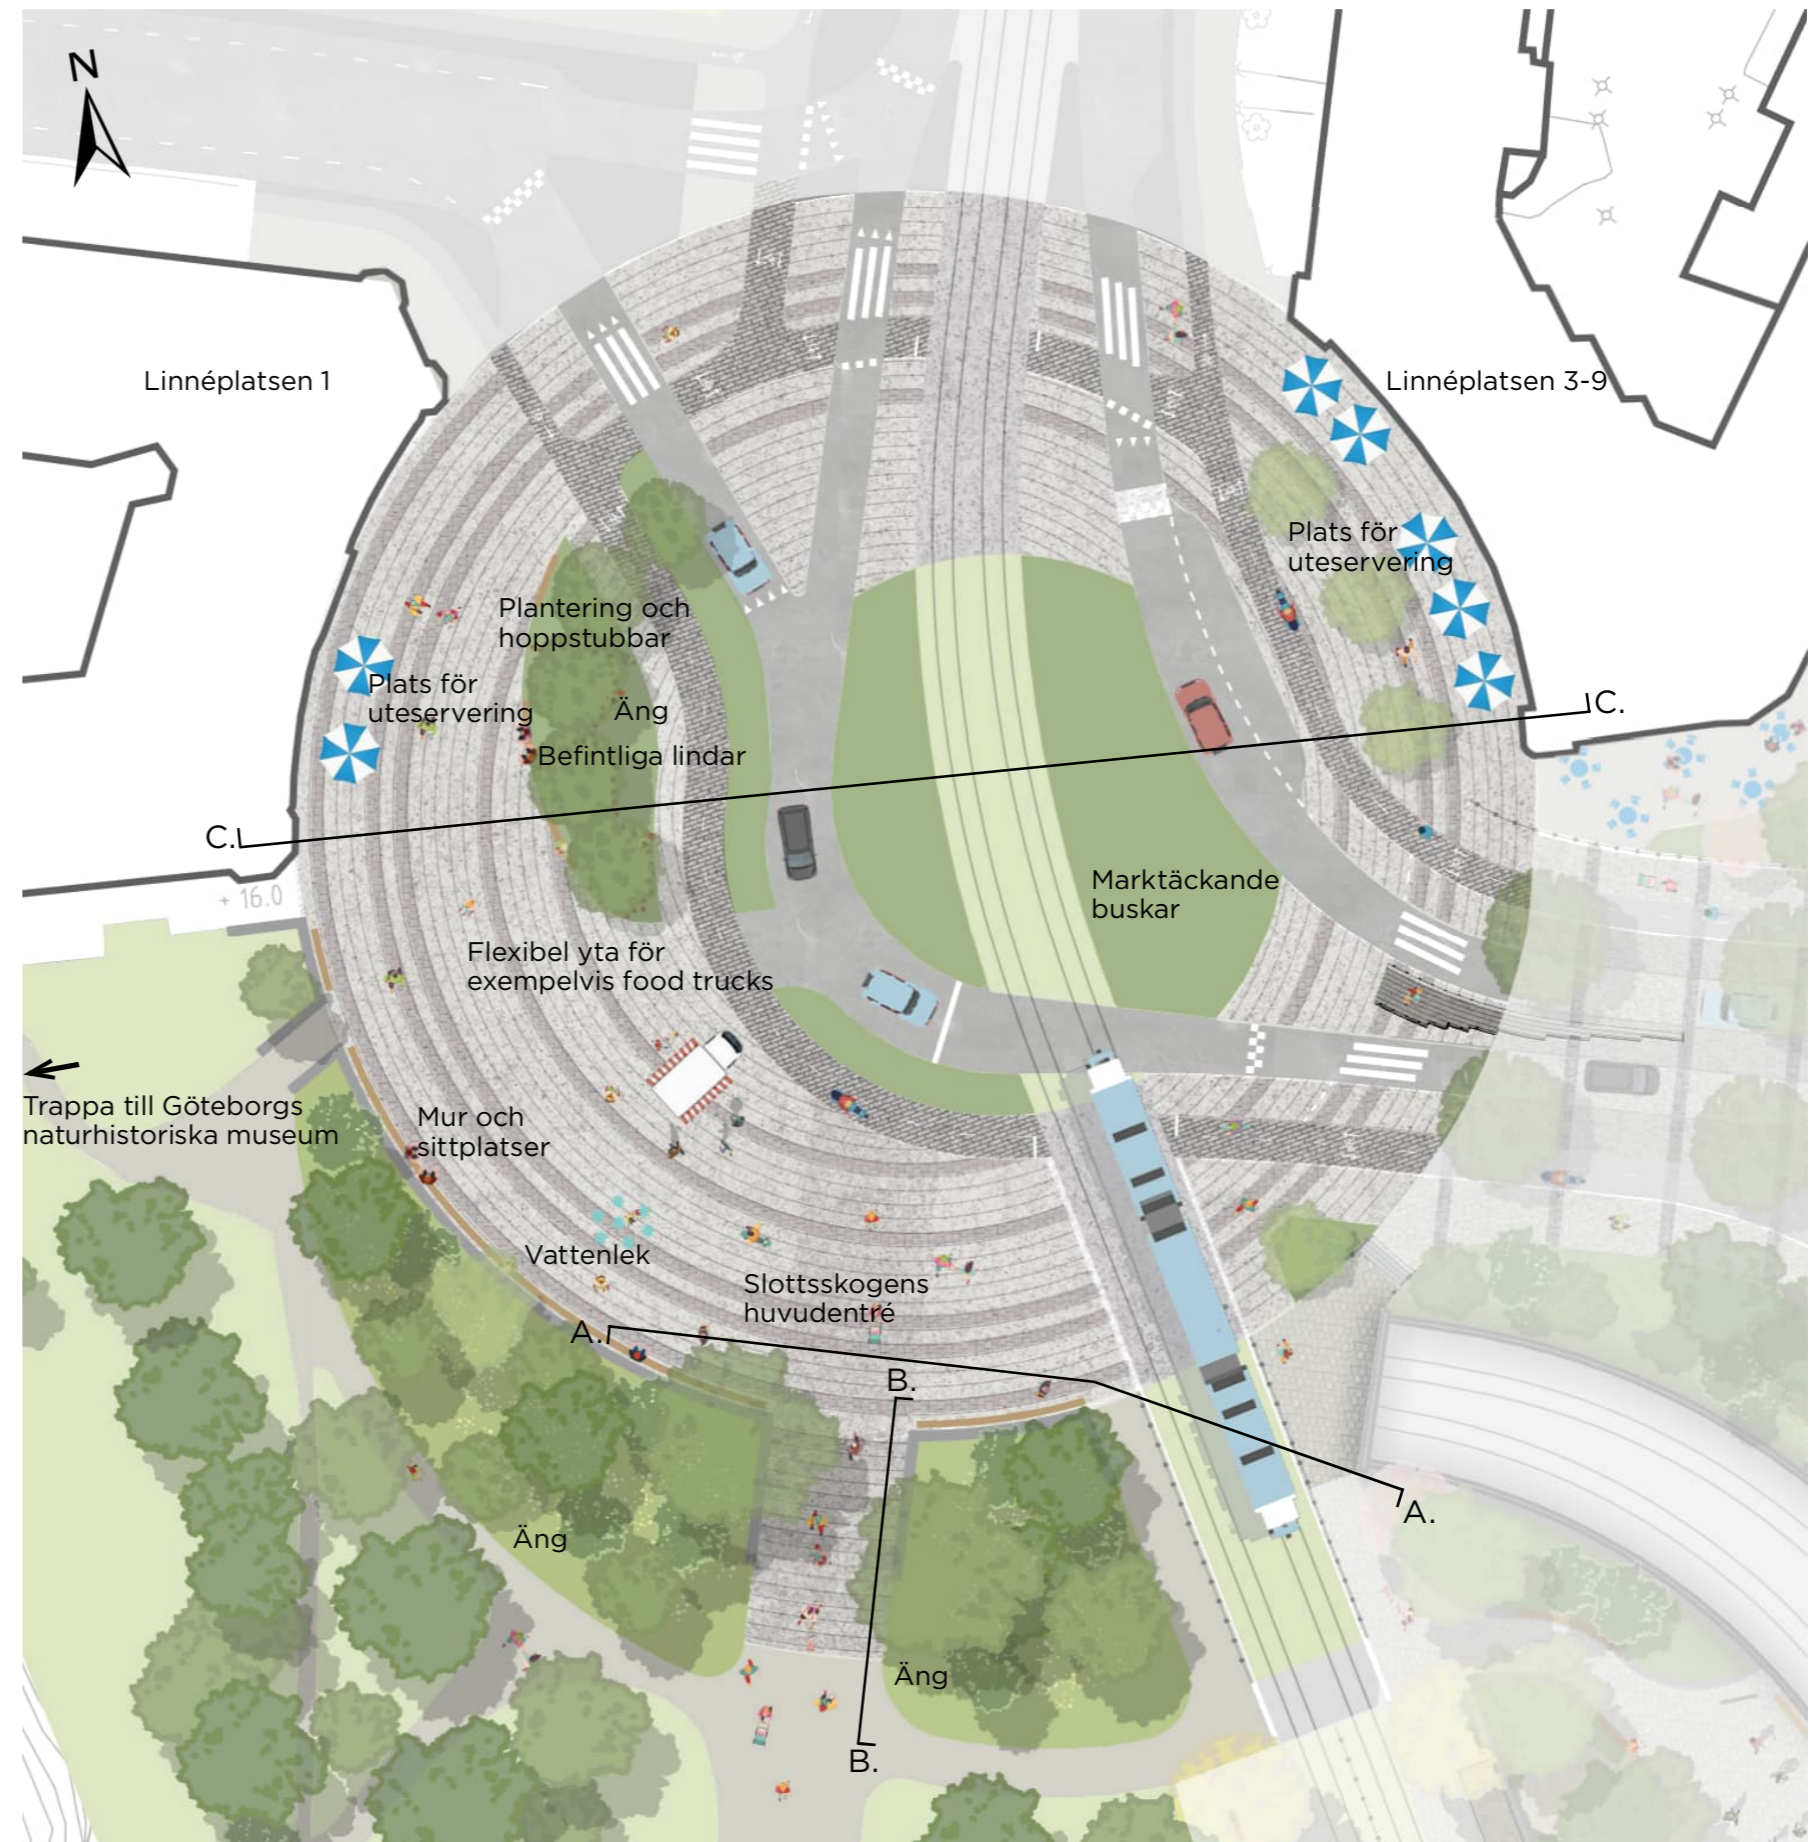 N
Linnéplatsen 1
Linnéplatsen 3-9
Plats för
uteservering
Plantering och
hoppstubbar
Plats för
uteservering
Äng
Befintliga lindar
C.
C.
+ 16.0
Marktäckande
buskar
Flexibel yta för
exempelvis food trucks
Trappa till Göteborgs
naturhistoriska museum
Mur och
sittplatser
Vattenlek
Slottsskogens
huvudentré
A.
B.
A.
Äng
Äng
B.